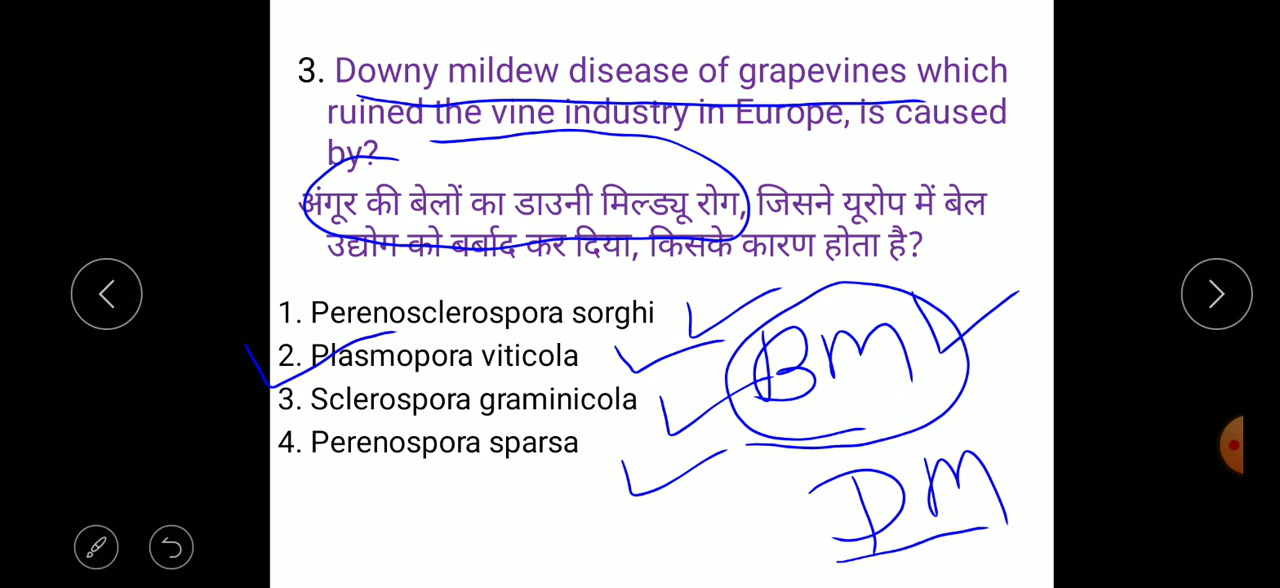 3. Downy mildew disease of grapevines which
ruined the vine industry in Europe, is caused
by?
अंगूर की बेलों का डाउनी मिल्ड्यू रोग, जिसने यूरोप में बेल
उद्योग को बर्बाद कर दिया, किसके कारण होता है?
1. Perenosclerospora sorghi
2. Plasmopora viticola
3. Sclerospora graminicola
4. Perenospora sparsa
BM
DM